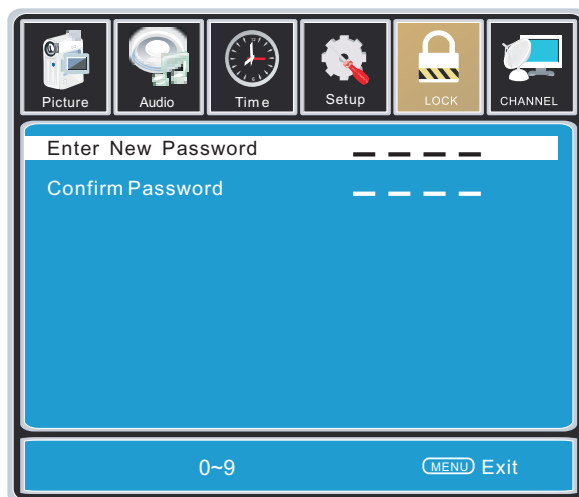 Picture Audio Time Setup LOCK CHANNEL
Enter New Password _ _ _ _
Confirm Password _ _ _ _
0~9 MENU Exit